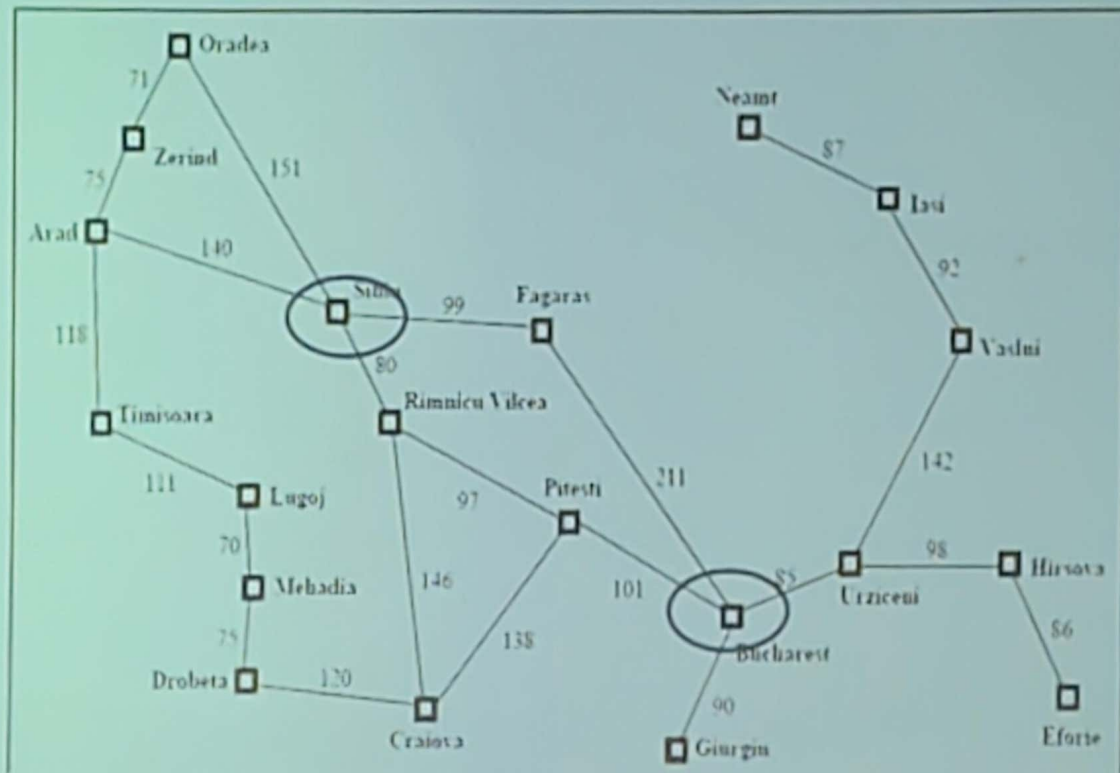 Oradea
71
Neamt
Zerind
87
151
75
Iasi
Arad
140
92
Sibiu
99
Fagaras
118
Vaslui
80
Rimnicu Vilcea
Timisoara
142
111
Lugoj
97
Pitesti
211
70
98
Mehadia
146
101
85
Hirsova
Urziceni
75
138
86
Bucharest
Drobeta
120
90
Craiova
Giurgiu
Eforie